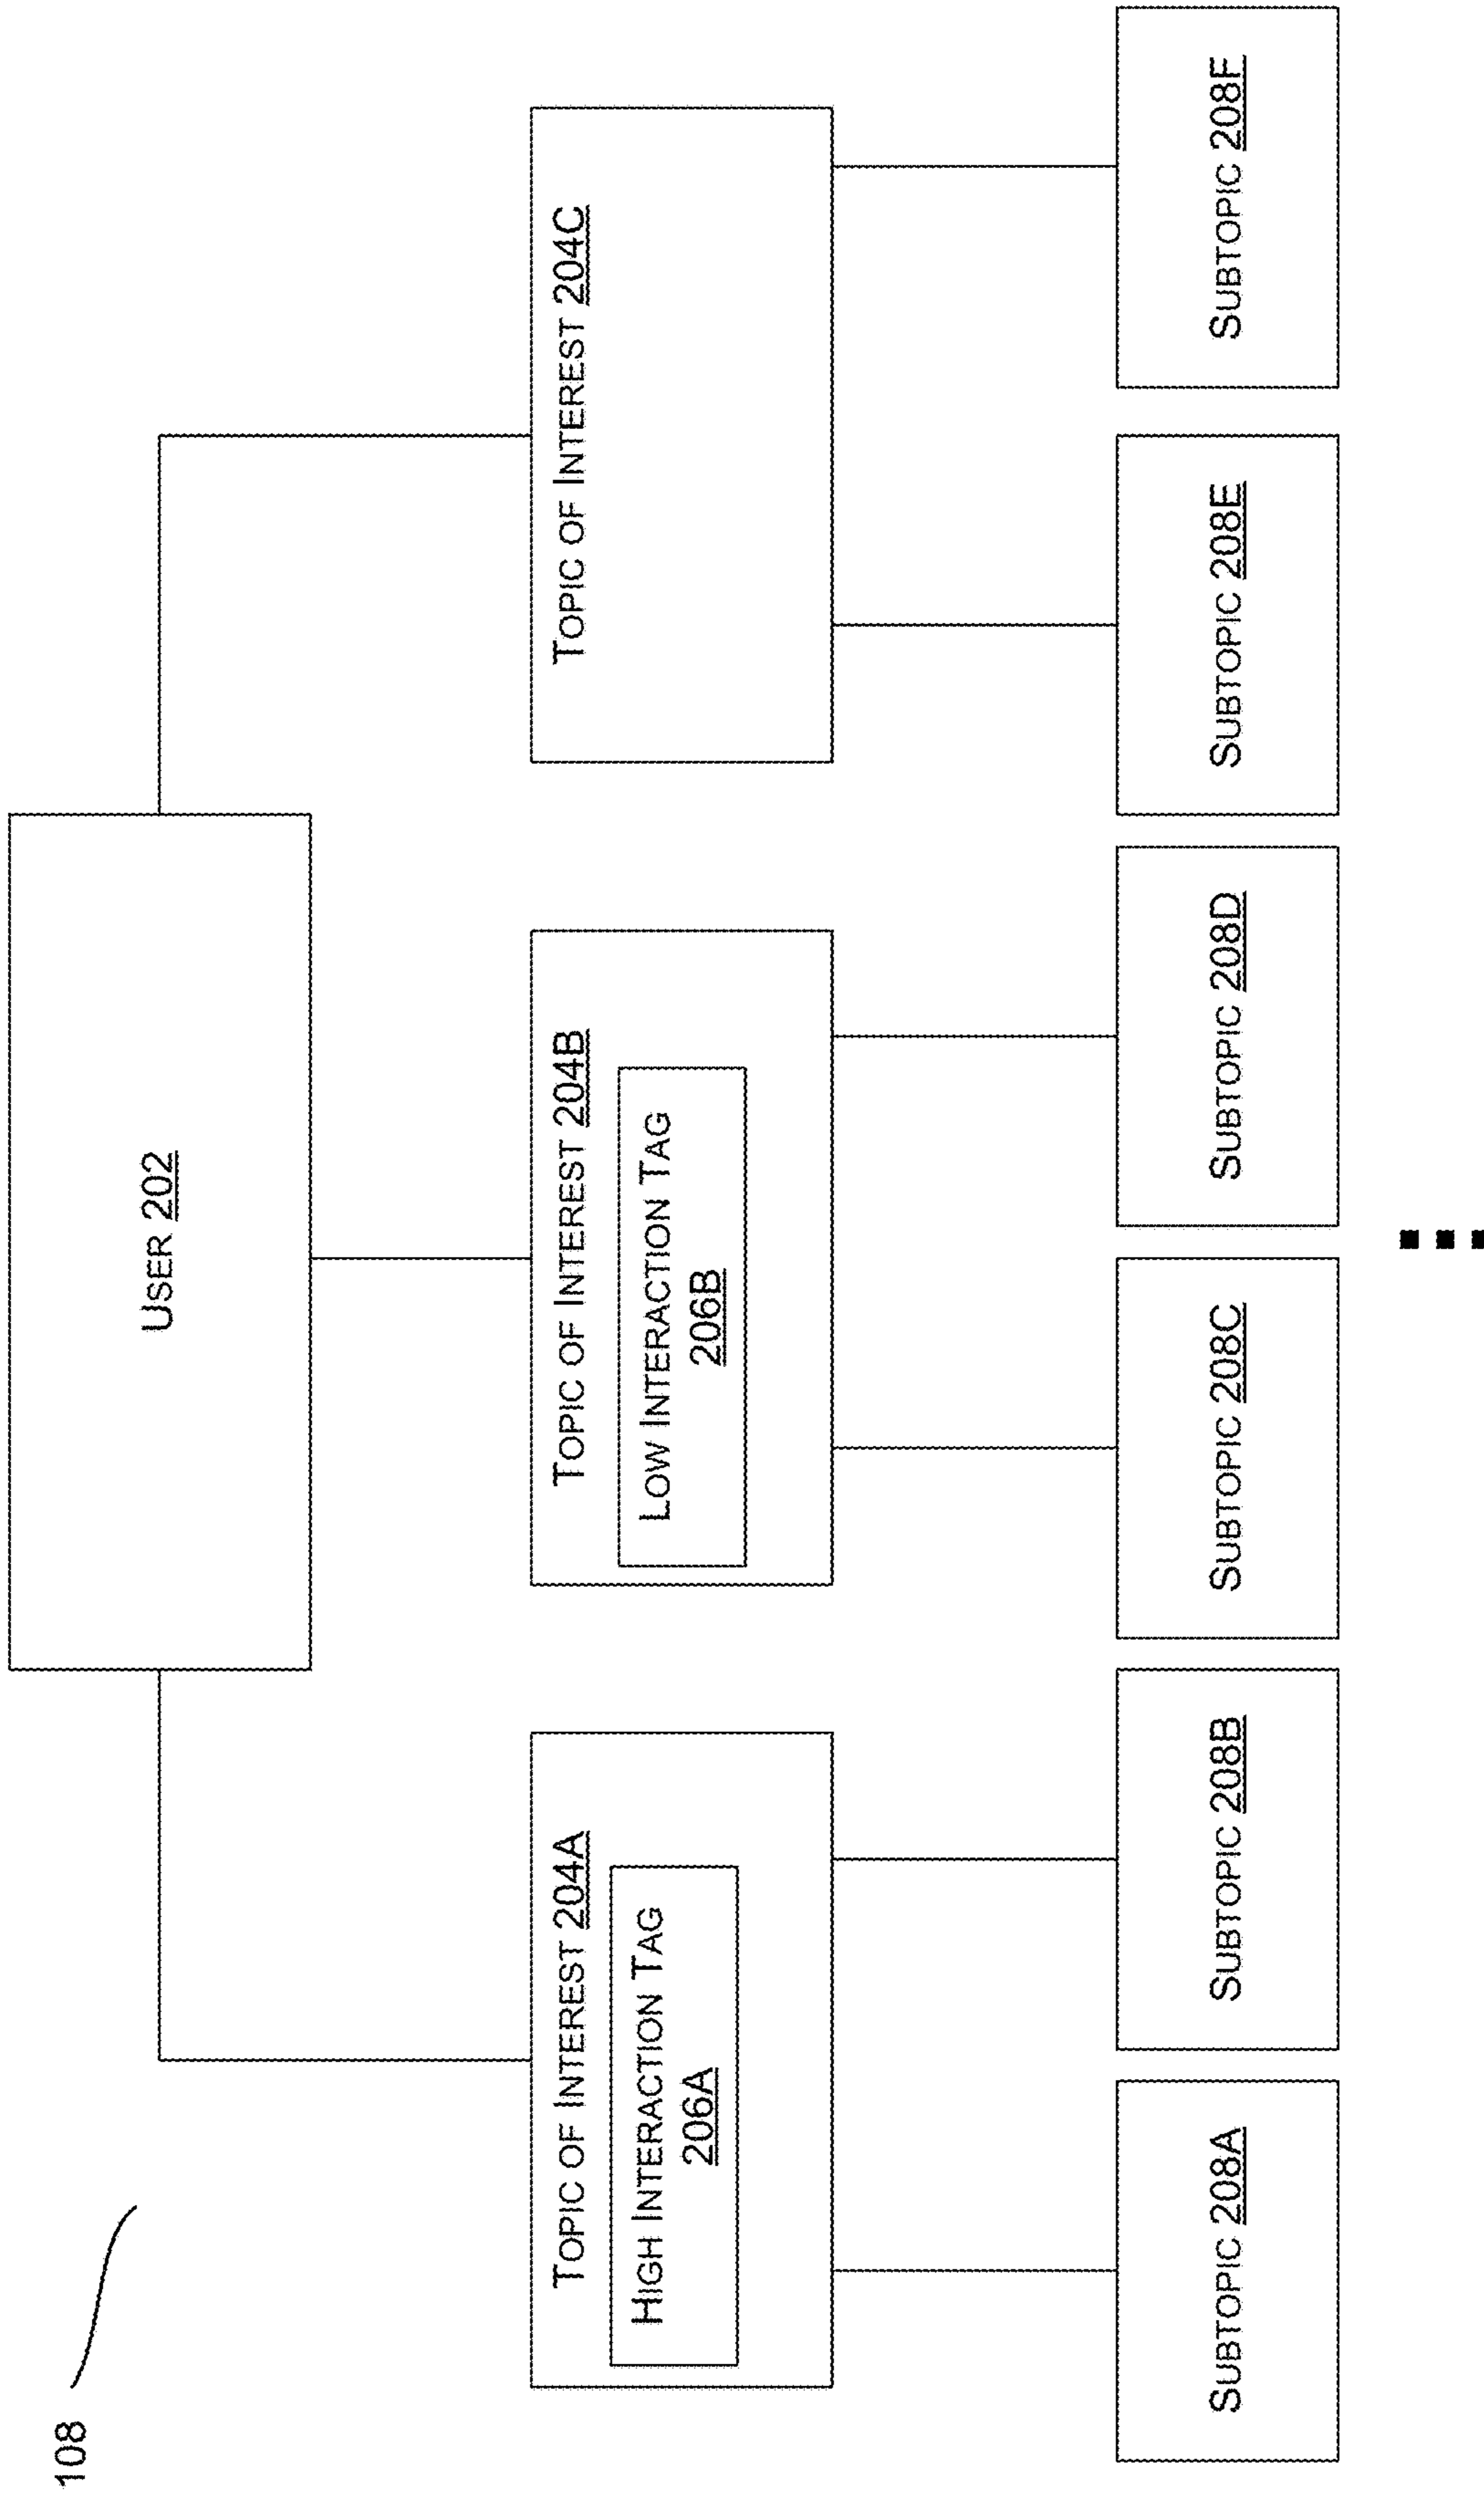 108
USER 202
TOPIC OF INTEREST 204A
HIGH INTERACTION TAG
206A
TOPIC OF INTEREST 204B
LOW INTERACTION TAG
206B
TOPIC OF INTEREST 204C
SUBTOPIC 208A
SUBTOPIC 208B
SUBTOPIC 208C
SUBTOPIC 208D
SUBTOPIC 208E
SUBTOPIC 208F